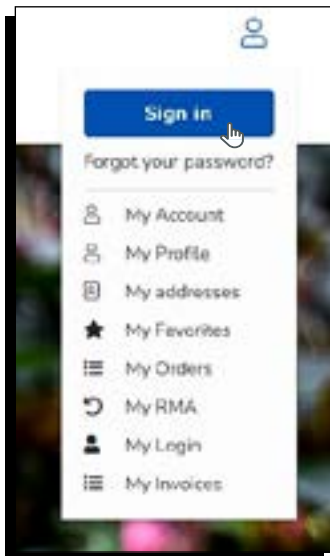 Sign in
Forgot your password?
My Account
My Profile
My addresses
My Favorites
My Orders
My RMA
My Login
My Invoices